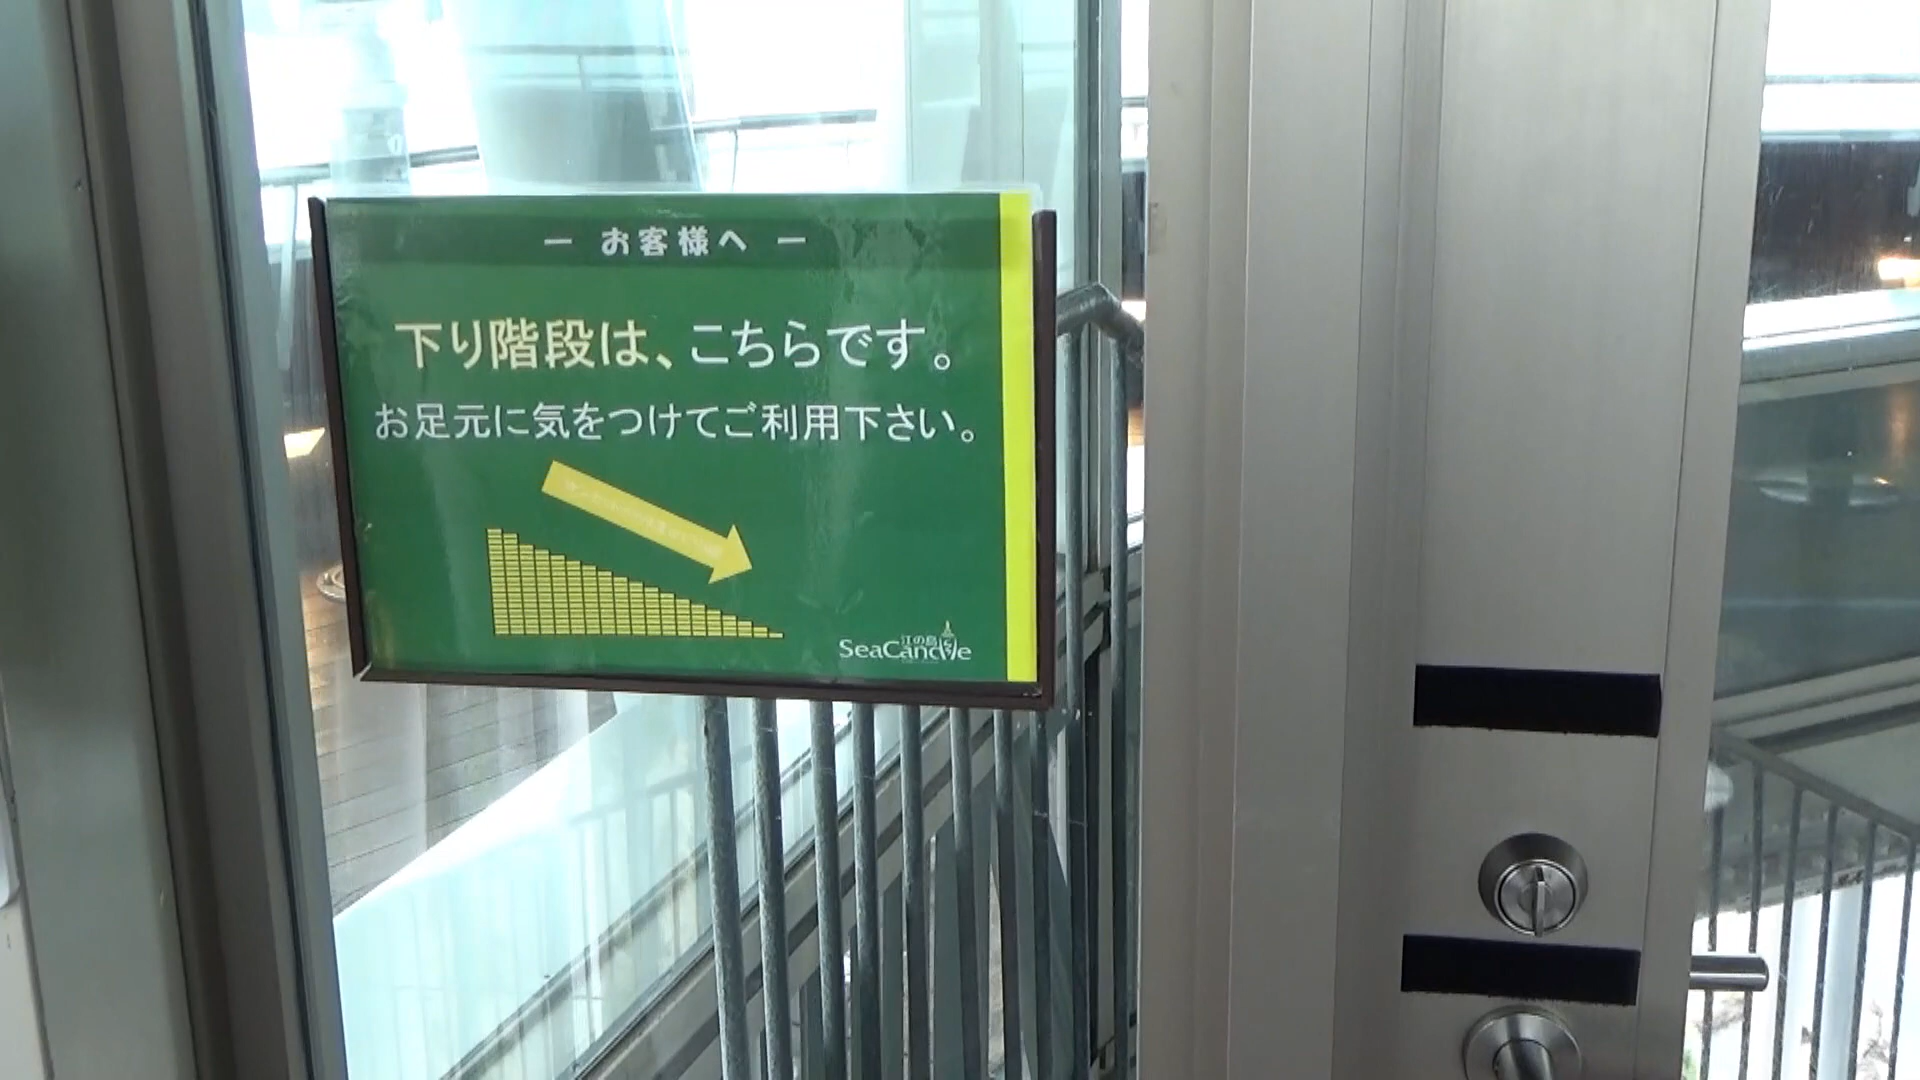 ー お客様へ ー
下り階段は、こちらです。
お足元に気をつけてご利用下さい。
江の島
SeaCandle